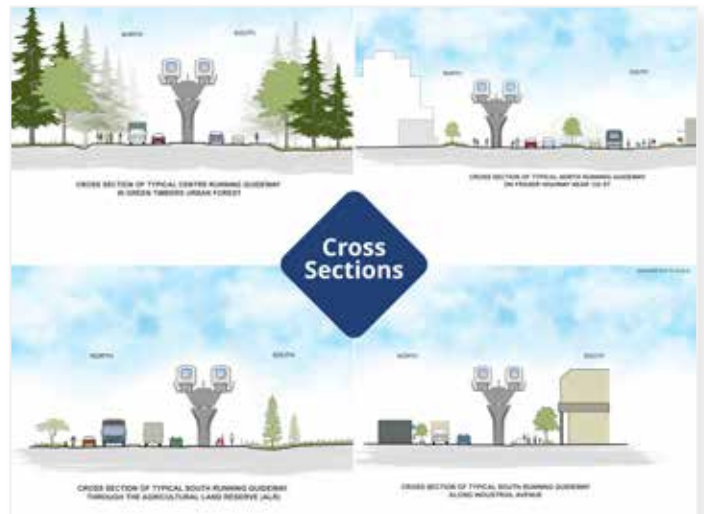 NORTH
SOUTH
CROSS SECTION OF TYPICAL CENTRE RUNNING GUIDEWAY
IN GREEN TIMBERS URBAN FOREST
NORTH
SOUTH
CROSS SECTION OF TYPICAL NORTH RUNNING GUIDEWAY
ON FRASER HIGHWAY NEAR ST
Cross
Sections
NORTH
SOUTH
CROSS SECTION OF TYPICAL SOUTH RUNNING GUIDEWAY
THROUGH THE AGRICULTURAL LAND RESERVE (ALR)
NORTH
SOUTH
CROSS SECTION OF TYPICAL SOUTH RUNNING GUIDEWAY
ALONG INDUSTRIAL AVENUE